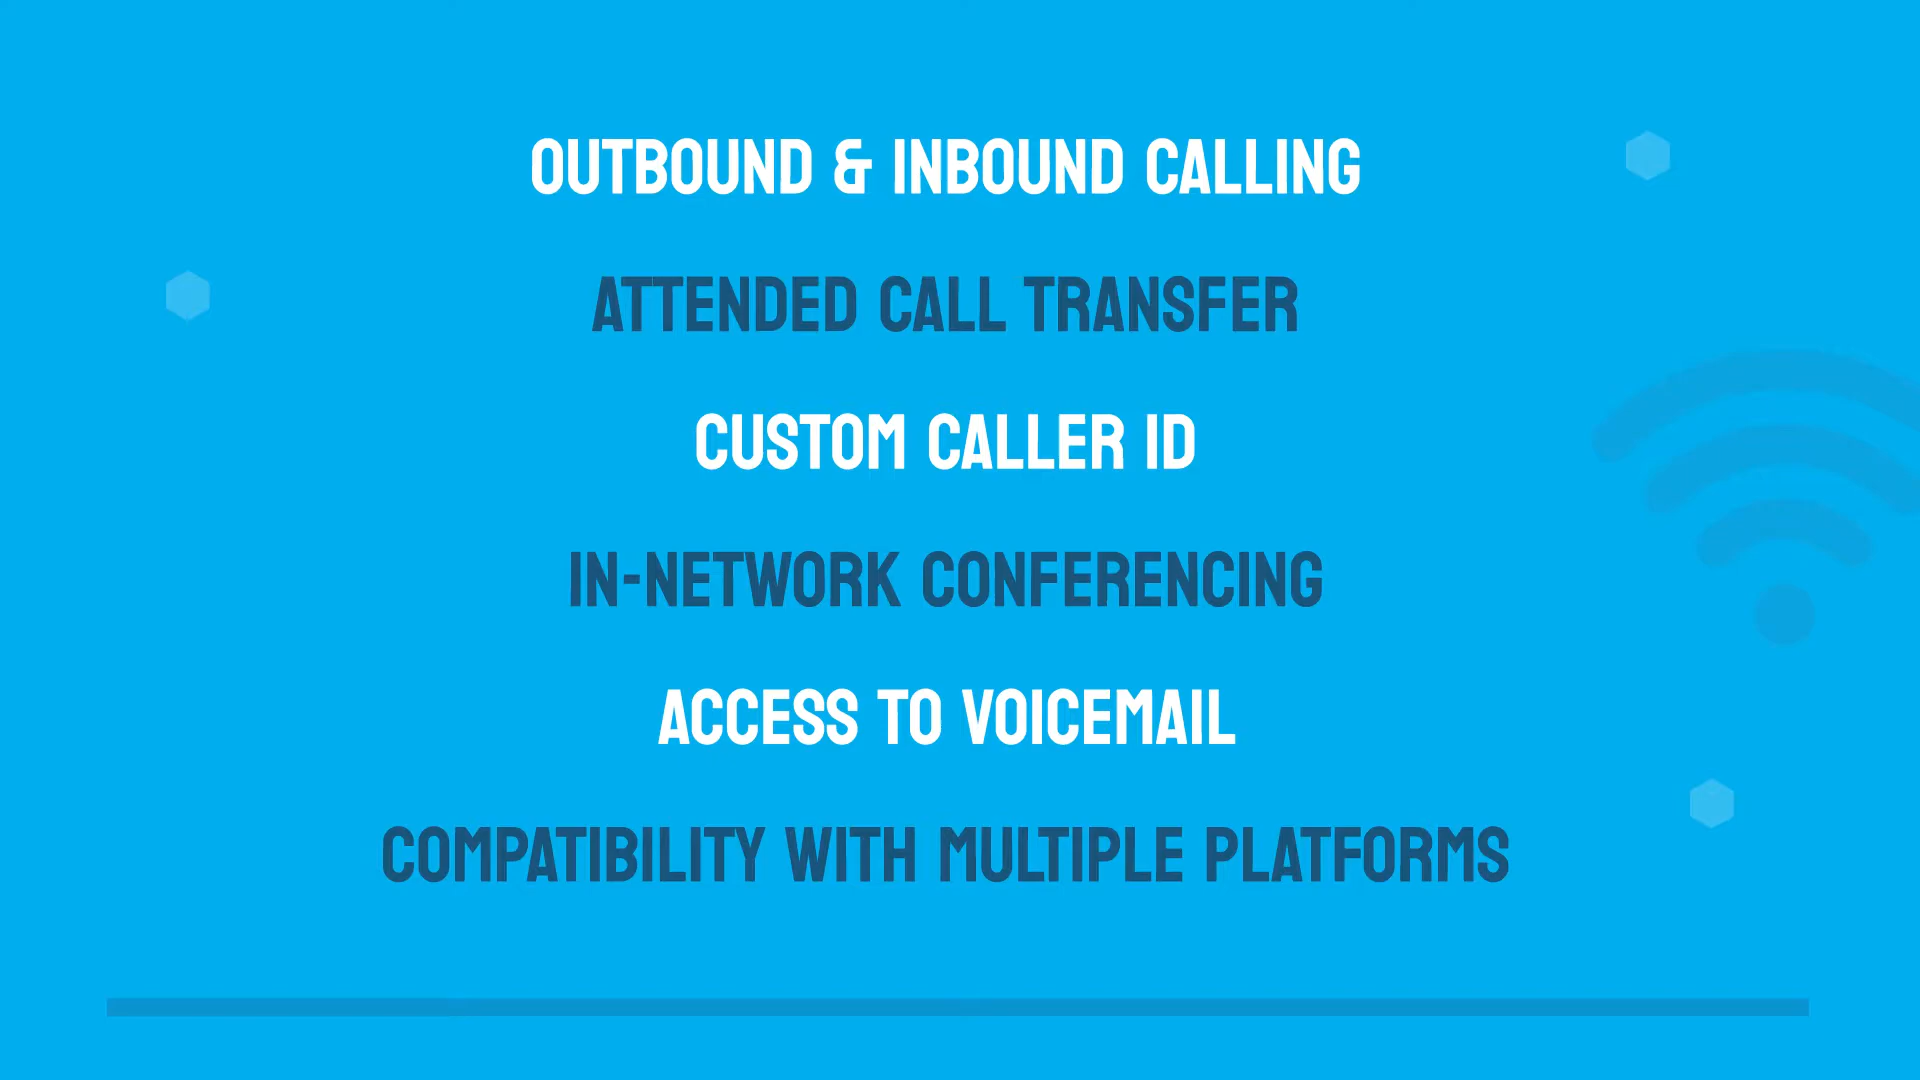 OUTBOUND & INBOUND CALLING
ATTENDED CALL TRANSFER
CUSTOM CALLER ID
IN-NETWORK CONFERENCING
ACCESS TO VOICEMAIL
COMPATIBILITY WITH MULTIPLE PLATFORMS